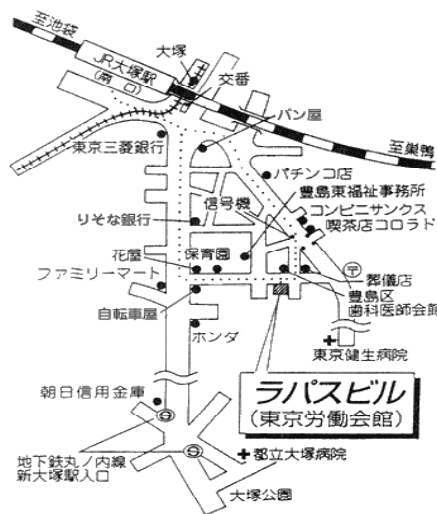 至池袋
大塚
JR大塚駅
(南口)
交番
パン屋
至巣鴨
東京三菱銀行
パチンコ店
豊島東福祉事務所
信号機
コンビニサンクス
喫茶店コロラド
りそな銀行
花屋
保育園
〒
ファミリーマート
葬儀店
豊島区
歯科医師会館
自転車屋
ホンダ
東京健生病院
ラパスビル
(東京労働会館)
朝日信用金庫
地下鉄丸ノ内線
新大塚駅入口
都立大塚病院
大塚公園